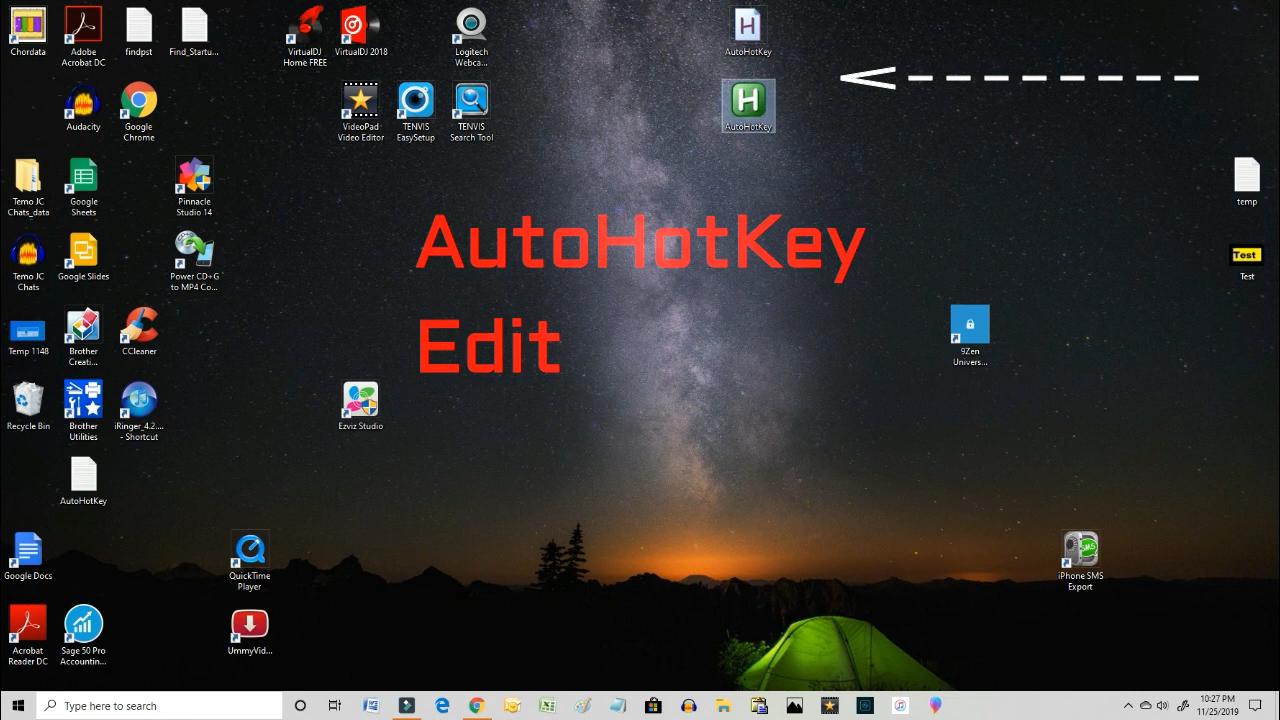 Chordata
Adobe
Acrobat DC
findpst
Find_Startu...
VirtualDJ
Home FREE
VirtualDJ 2018
Logitech
Webca...
AutoHotKey
Audacity
Google
Chrome
VideoPad
Video Editor
TENVIS
EasySetup
TENVIS
Search Tool
AutoHotKey
Temo JC
Chats_data
Google
Sheets
Pinnacle
Studio 14
temp
AutoHotKey
Edit
Temo JC
Chats
Google Slides
Power CD+G
to MP4 Co...
Test
Test
Temp 1148
Brother
Creati...
CCleaner
9Zen
Univers...
Recycle Bin
Brother
Utilities
iRinger_4.2....
- Shortcut
Ezviz Studio
AutoHotKey
Google Docs
QuickTime
Player
SMS
iPhone SMS
Export
Acrobat
Reader DC
Sage 50 Pro
Accountin...
UmmyVid...
Type here to search
10:27 PM
11/25/2019